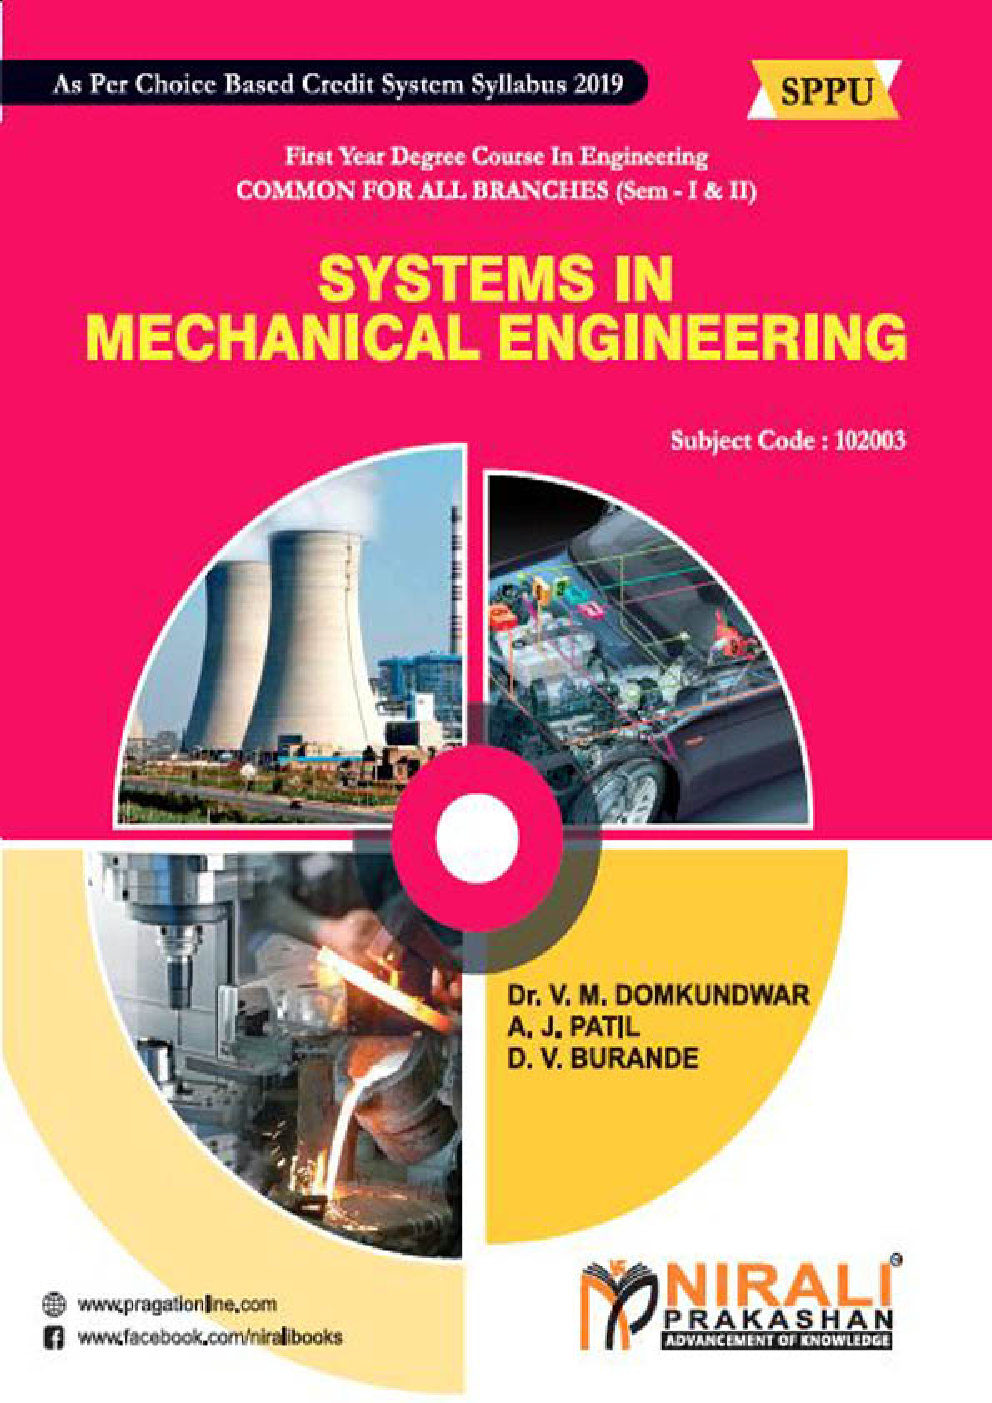 As Per Choice Based Credit System Syllabus 2019
SPPU
First Year Degree Course In Engineering
COMMON FOR ALL BRANCHES (Sem - I & II)
SYSTEMS IN
MECHANICAL ENGINEERING
Subject Code : 102003
Dr. V. M. DOMKUNDWAR
A. J. PATIL
D. V. BURANDE
NIRALI
PRAKASHAN
ADVANCEMENT OF KNOWLEDGE
www.pragationline.com
www.facebook.com/niralibooks